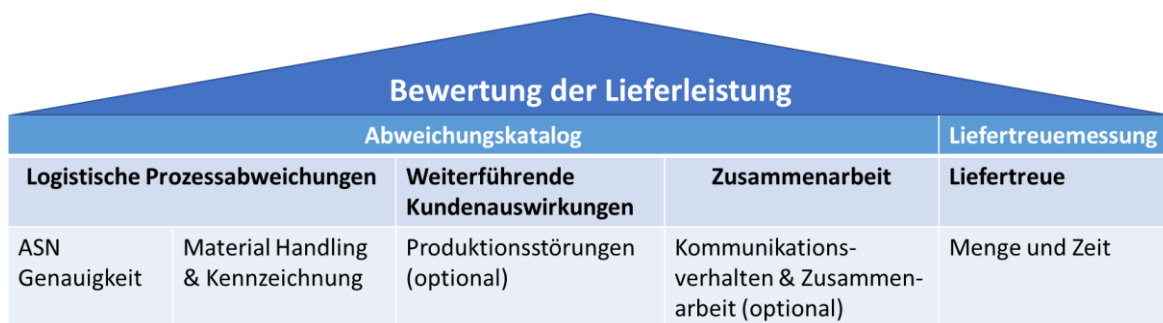 Bewertung der Lieferleistung
Abweichungskatalog
Liefertreuemessung
Logistische Prozessabweichungen
Weiterführende
Kundenauswirkungen
Zusammenarbeit
Liefertreue
ASN
Genauigkeit
Material Handling
& Kennzeichnung
Produktionsstörungen
(optional)
Kommunikations-
verhalten & Zusammen-
arbeit (optional)
Menge und Zeit